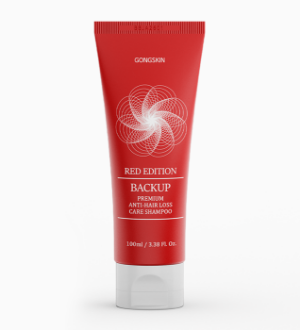 GONGSKIN
RED EDITION
BACKUP
PREMIUM
ANTI-HAIR LOSS
CARE SHAMPOO
100ml / 3.38 Fl. Oz.